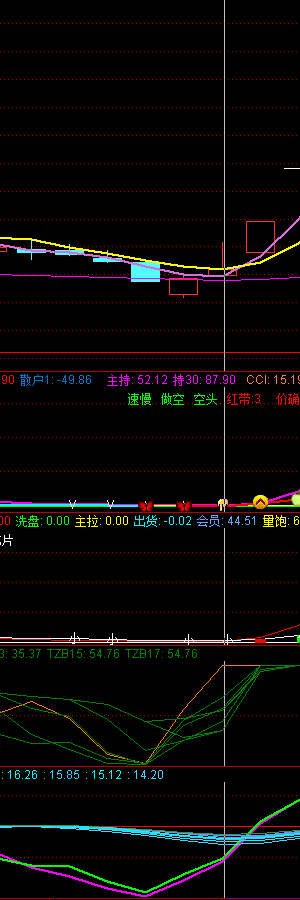 90 散户1: -49.86 主持: 52.12 持30: 87.90 CCI: 15.19
速慢 做空 空头 红带:3 价确
00 洗盘: 0.00 主拉: 0.00 出货: -0.02 会员: 44.51 量饱: 6
芯片
3: 35.37 TZB15: 54.76 TZB17: 54.76
: 16.26 : 15.85 : 15.12 : 14.20